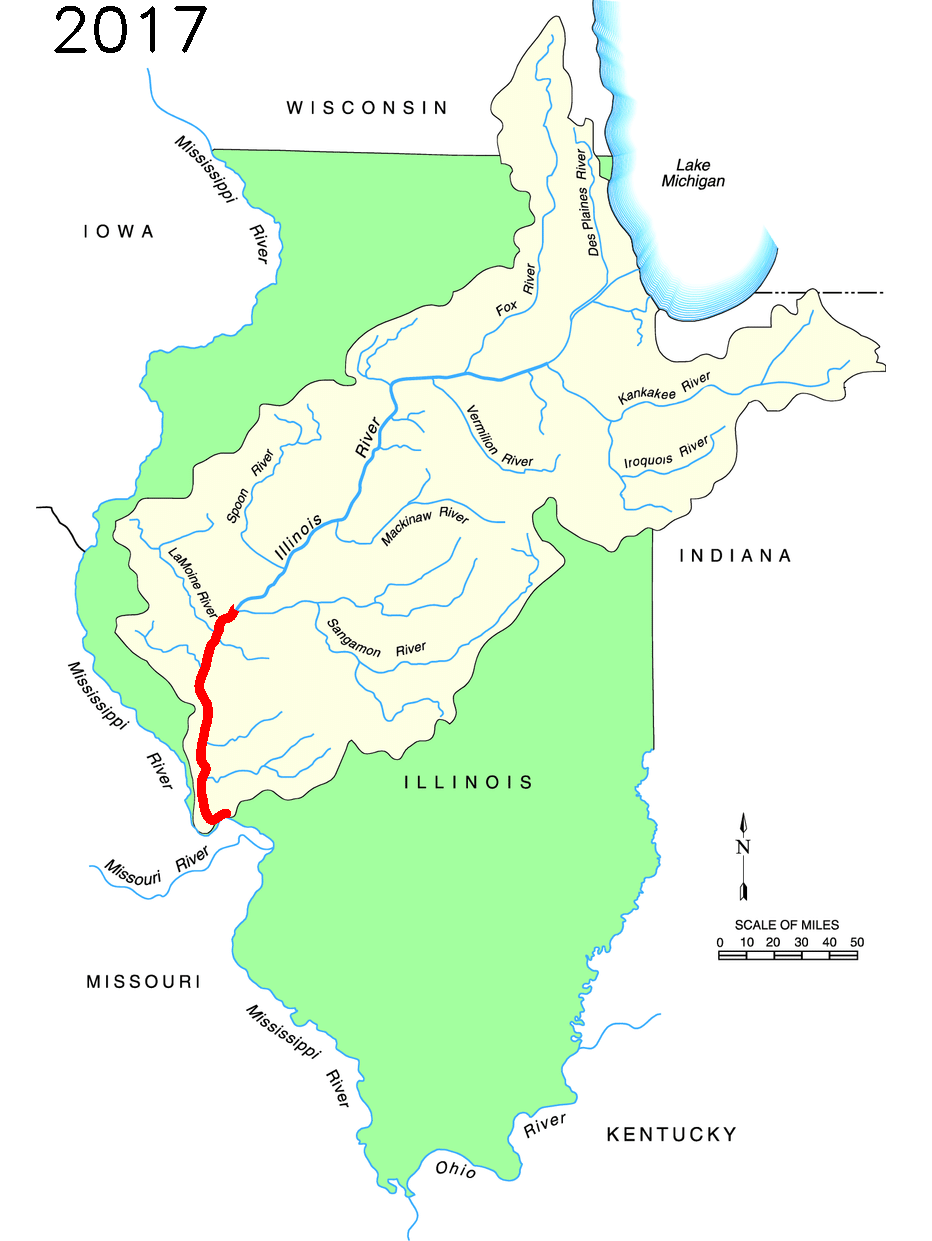 2017
WISCONSIN
Mississippi
River
IOWA
Lake
Michigan
Des Plaines River
Fox
River
Kankakee River
Iroquois River
Vermilion River
Illinois
River
Spoon River
Mackinaw River
LaMoine River
Sangamon River
INDIANA
Mississippi
River
ILLINOIS
Missouri River
N
SCALE OF MILES
0 10 20 30 40 50
MISSOURI
Mississippi
River
Ohio
River
KENTUCKY